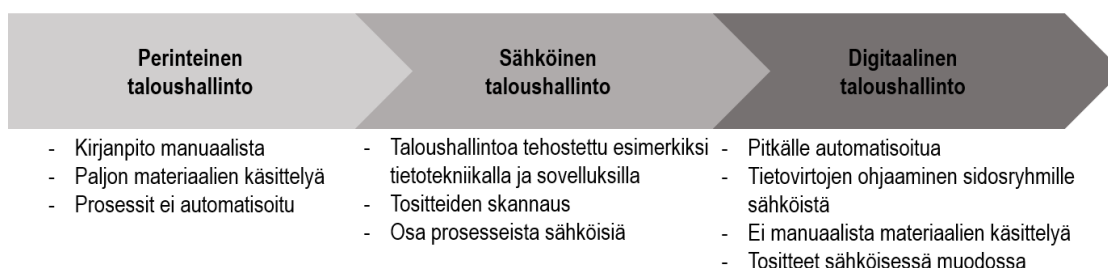 Perinteinen
taloushallinto
- Kirjanpito manuaalista
- Paljon materiaalien käsittelyä
- Prosessit ei automatisoitu
Sähköinen
taloushallinto
- Taloushallintoa tehostettu esimerkiksi
tietotekniikalla ja sovelluksilla
- Tositteiden skannaus
- Osa prosesseista sähköisiä
Digitaalinen
taloushallinto
- Pitkälle automatisoitua
- Tietovirtojen ohjaaminen sidosryhmille
sähköistä
- Ei manuaalista materiaalien käsittelyä
- Tositteet sähköisessä muodossa